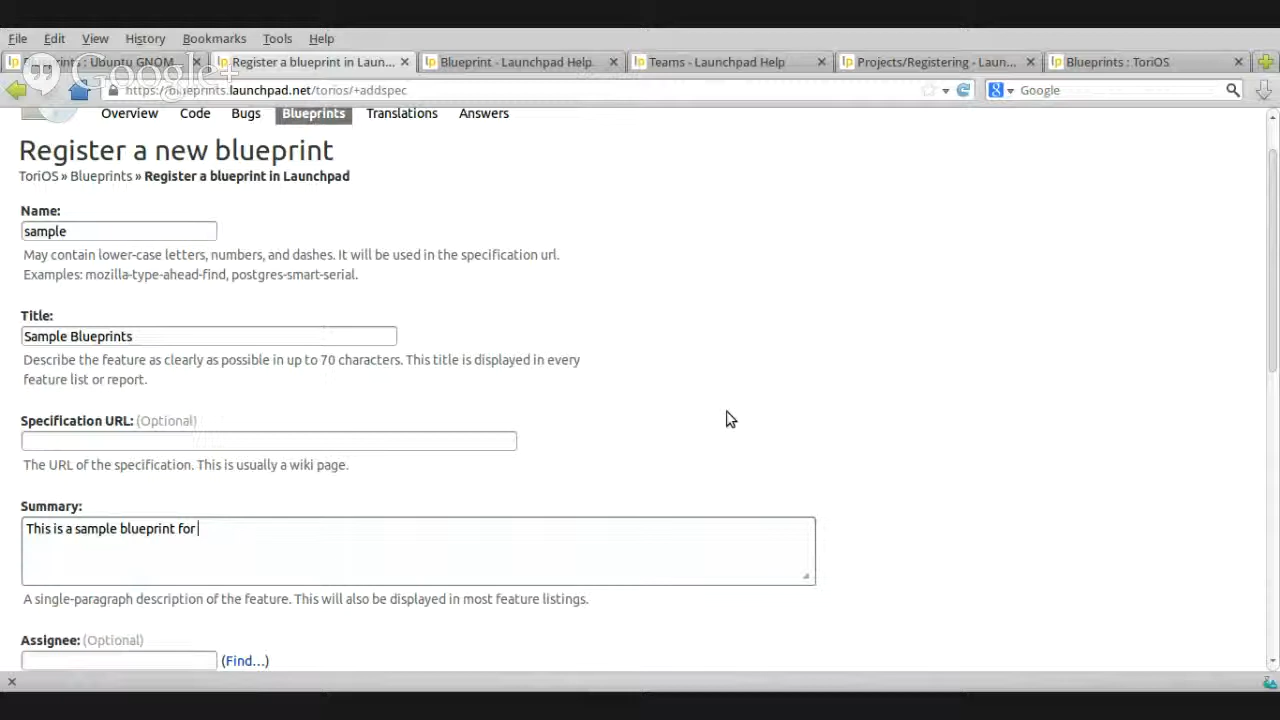 File Edit View History Bookmarks Tools Help
Blueprints : Ubuntu GNOM... Register a blueprint in Laun... Blueprint - Launchpad Help Teams - Launchpad Help Projects/Registering - Laun... Blueprints : ToriOS
Google+
https://blueprints.launchpad.net/torios/+addspec Google
Overview Code Bugs Blueprints Translations Answers
Register a new blueprint
ToriOS » Blueprints » Register a blueprint in Launchpad
Name:
sample
May contain lower-case letters, numbers, and dashes. It will be used in the specification url.
Examples: mozilla-type-ahead-find, postgres-smart-serial.
Title:
Sample Blueprints
Describe the feature as clearly as possible in up to 70 characters. This title is displayed in every
feature list or report.
Specification URL: (Optional)
The URL of the specification. This is usually a wiki page.
Summary:
This is a sample blueprint for
A single-paragraph description of the feature. This will also be displayed in most feature listings.
Assignee: (Optional)
(Find...)